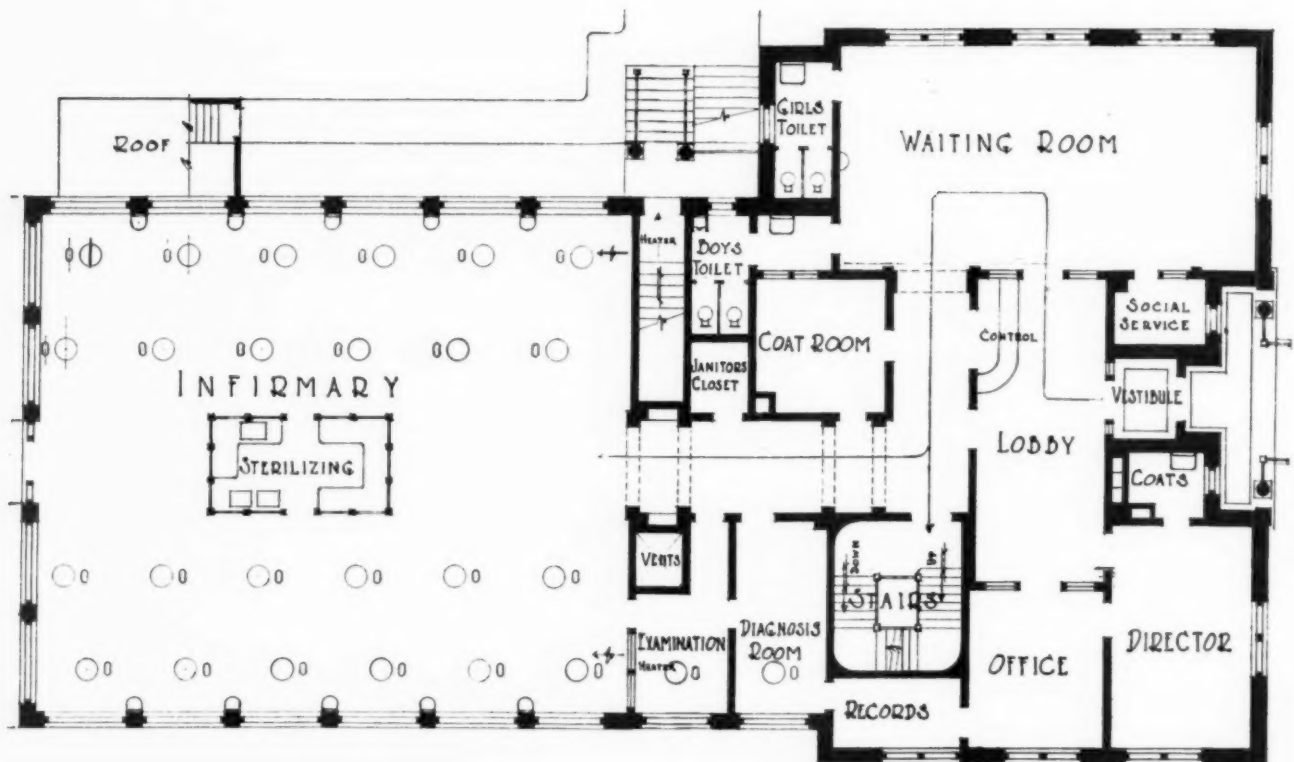 ROOF
GIRLS
TOILET
WAITING ROOM
HEATER
BOYS
TOILET
COAT ROOM
CONTROL
SOCIAL
SERVICE
JANITORS
CLOSET
VESTIBULE
INFIRMARY
LOBBY
STERILIZING
COATS
VENTS
DOWN
UP
STAIRS
EXAMINATION
HEATER
DIAGNOSIS
ROOM
OFFICE
DIRECTOR
RECORDS